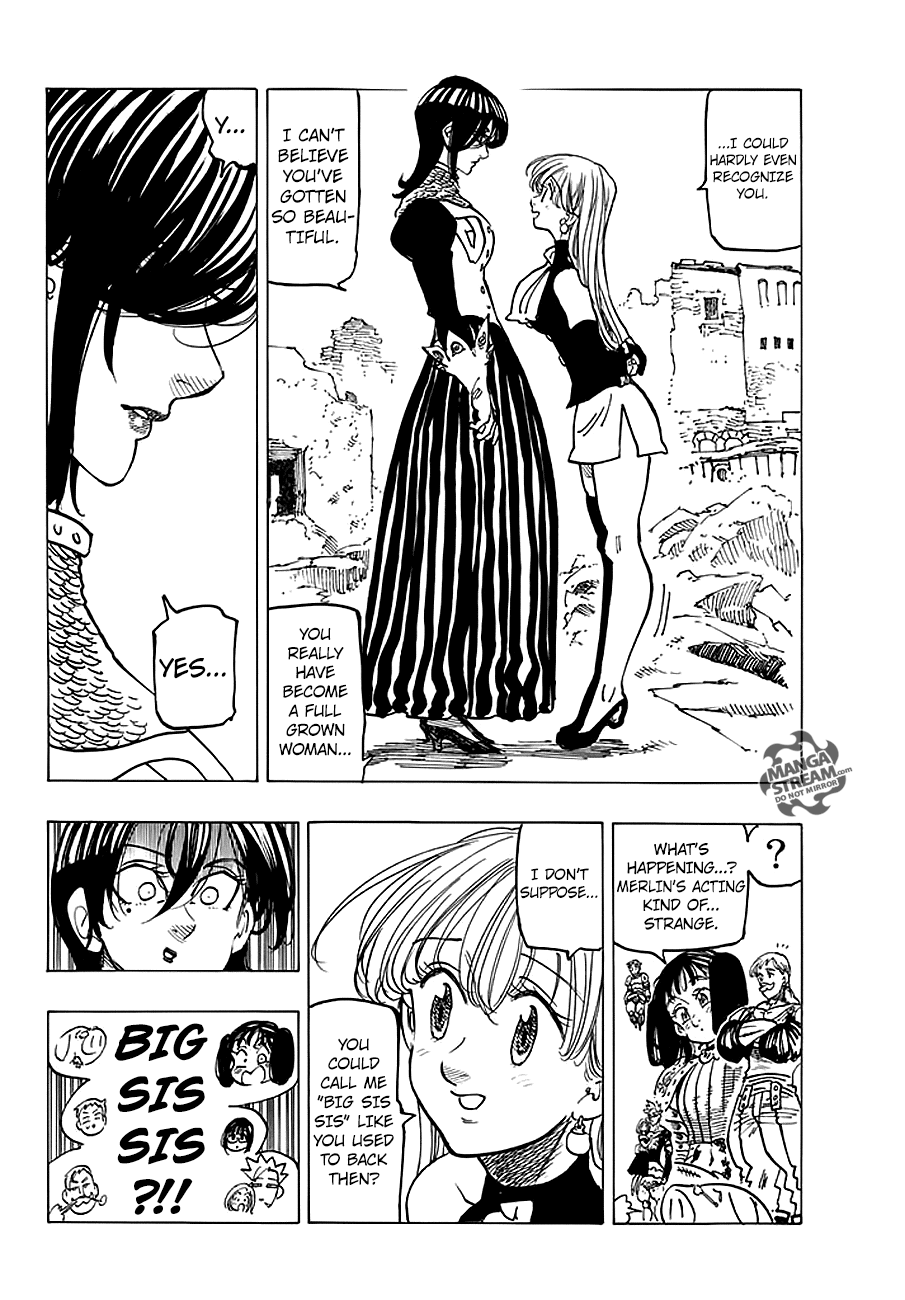 ...I COULD
HARDLY EVEN
RECOGNIZE
YOU.
I CAN'T
BELIEVE
YOU'VE
GOTTEN
SO BEAU-
TIFUL.
YOU
REALLY
HAVE
BECOME
A FULL
GROWN
WOMAN...
Y...
YES...
MANGA
STREAM.com
DO NOT MIRROR
?
WHAT'S
HAPPENING...?
MERLIN'S ACTING
KIND OF...
STRANGE.
I DON'T
SUPPOSE...
YOU
COULD
CALL ME
"BIG SIS
SIS" LIKE
YOU USED
TO BACK
THEN?
BIG
SIS
SIS
?!!